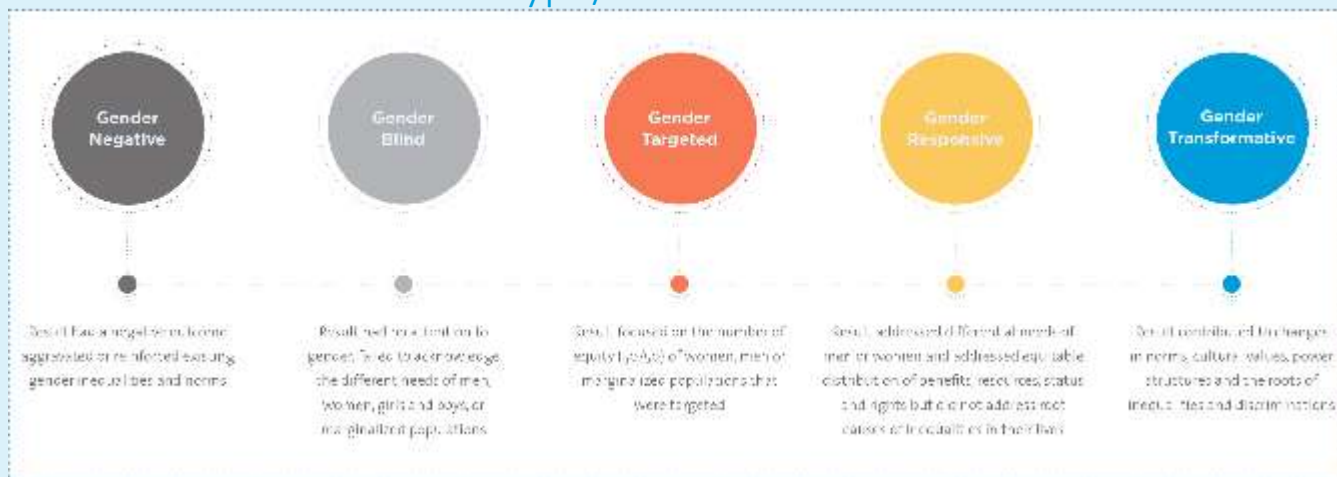 Gender
Negative
Gender
Blind
Gender
Targeted
Gender
Responsive
Gender
Transformative
Result had a negative outcome
aggravated or reinforced existing
gender inequalities and norms
Result had no attention to
gender, failed to acknowledge
the different needs of men,
women, girls and boys, or
marginalized populations
Result focused on the number of
equity (50/50) of women, men or
marginalized populations that
were targeted
Result addressed differential needs of
men or women and addressed equitable
distribution of benefits, resources, status
and rights but did not address root
causes of inequalities in their lives
Result contributed to changes
in norms, cultural values, power
structures and the roots of
inequalities and discriminations